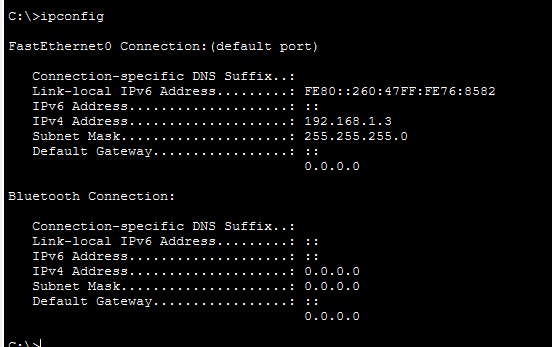 C:\>ipconfig
FastEthernet0 Connection:(default port)
Connection-specific DNS Suffix..:
Link-local IPv6 Address.........: FE80::260:47FF:FE76:8582
IPv6 Address....................: ::
IPv4 Address....................: 192.168.1.3
Subnet Mask.....................: 255.255.255.0
Default Gateway.................: ::
0.0.0.0
Bluetooth Connection:
Connection-specific DNS Suffix..:
Link-local IPv6 Address.........: ::
IPv6 Address....................: ::
IPv4 Address....................: 0.0.0.0
Subnet Mask.....................: 0.0.0.0
Default Gateway.................: ::
0.0.0.0
C:\>